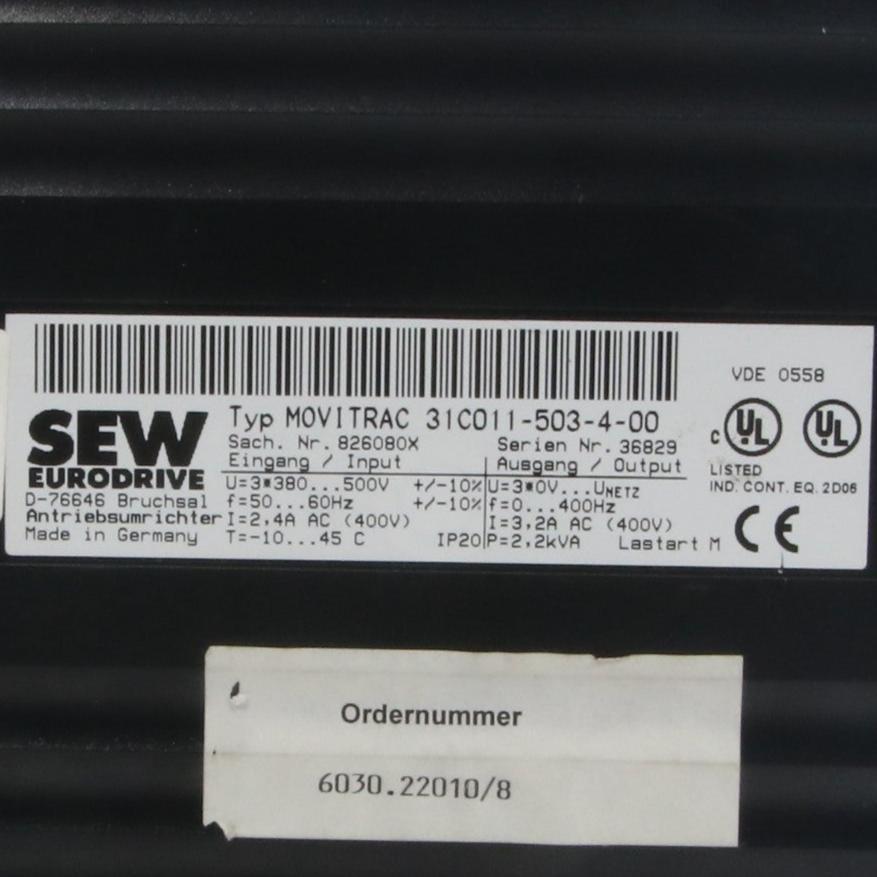 VDE 0558
SEW
EURODRIVE
D-76646 Bruchsal
Antriebsumrichter
Made in Germany
Typ MOVITRAC 31C011-503-4-00
Sach. Nr. 826080X Serien Nr. 36829
Eingang / Input Ausgang / Output
U=3*380...500V +/-10% U=3*0V...UNETZ
f=50...60Hz +/-10% f=0...400Hz
I=2,4A AC (400V) I=3,2A AC (400V)
T=-10...45 C IP20 P=2,2kVA Lastart M
c UL UL
LISTED
IND. CONT. EQ. 2D06
CE
Ordernummer
6030.22010/8